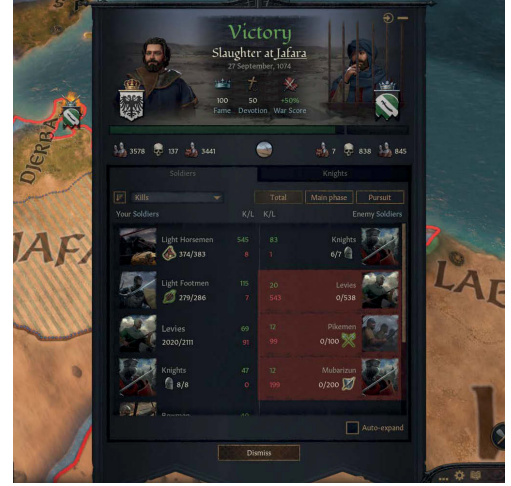 Victory
Slaughter at Jafara
27 September, 1074
100 50 +50%
Fame Devotion War Score
3578 137 3441 7 838 845
Soldiers Knights
Kills Total Main phase Pursuit
Your Soldiers K/L K/L Enemy Soldiers
Light Horsemen 545 83 Knights
374/383 8 1 6/7
Light Footmen 115 20 Levies
279/286 7 543 0/538
Levies 69 12 Pikemen
2020/2111 91 99 0/100
Knights 47 12 Mubarizun
8/8 0 199 0/200
Auto-expand
Dismiss
DJERBA
JAFA
LAB